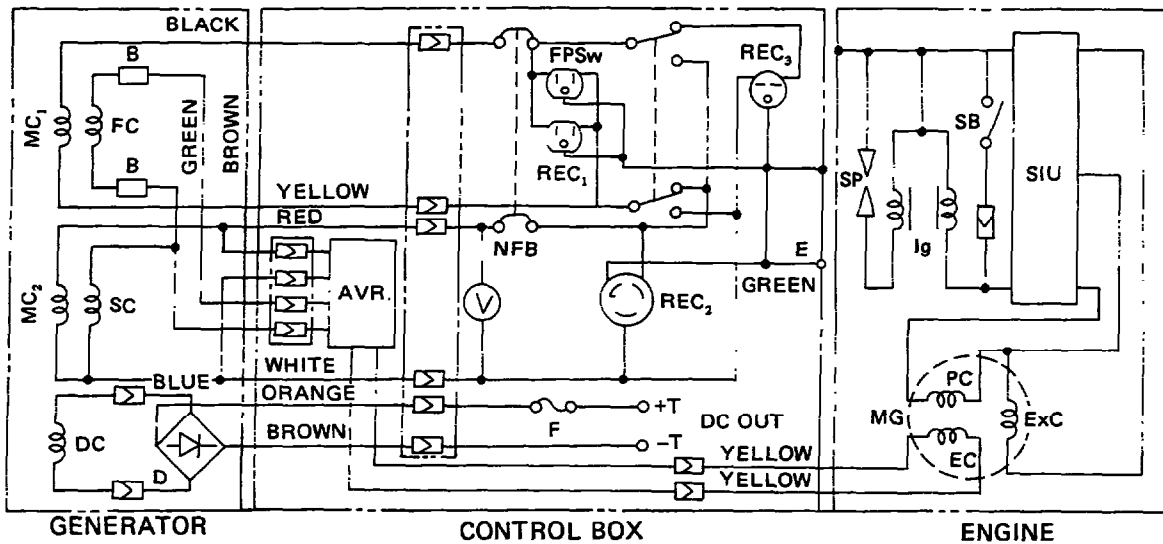 BLACK
B
MC1
FC
GREEN
BROWN
B
YELLOW
RED
MC2
SC
AVR.
WHITE
BLUE
ORANGE
DC
BROWN
D
GENERATOR
FPSw
REC1
REC3
NFB
V
REC2
E
GREEN
F
+T
-T
DC OUT
YELLOW
YELLOW
CONTROL BOX
SP
Ig
SB
SIU
MG
PC
EC
ExC
ENGINE